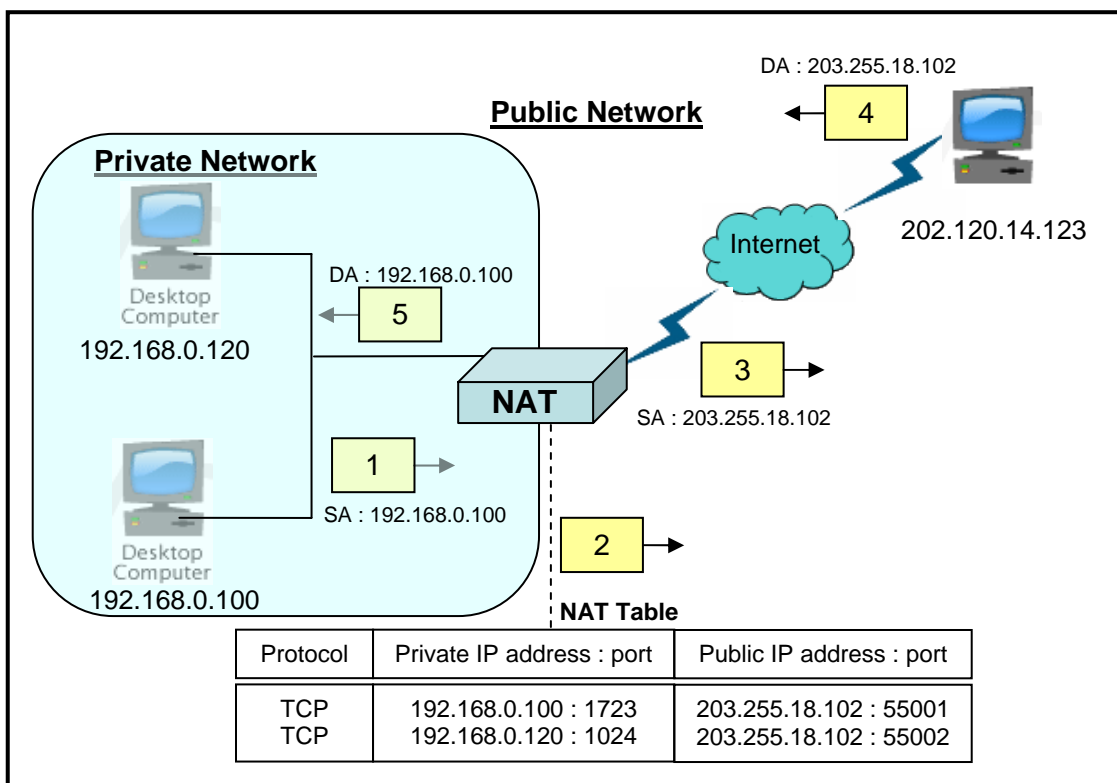 DA : 203.255.18.102
4
Public Network
Private Network
Internet
202.120.14.123
DA : 192.168.0.100
5
Desktop
Computer
192.168.0.120
3
NAT
SA : 203.255.18.102
1
SA : 192.168.0.100
2
Desktop
Computer
192.168.0.100
NAT Table
Protocol Private IP address : port Public IP address : port
TCP 192.168.0.100 : 1723 203.255.18.102 : 55001
TCP 192.168.0.120 : 1024 203.255.18.102 : 55002